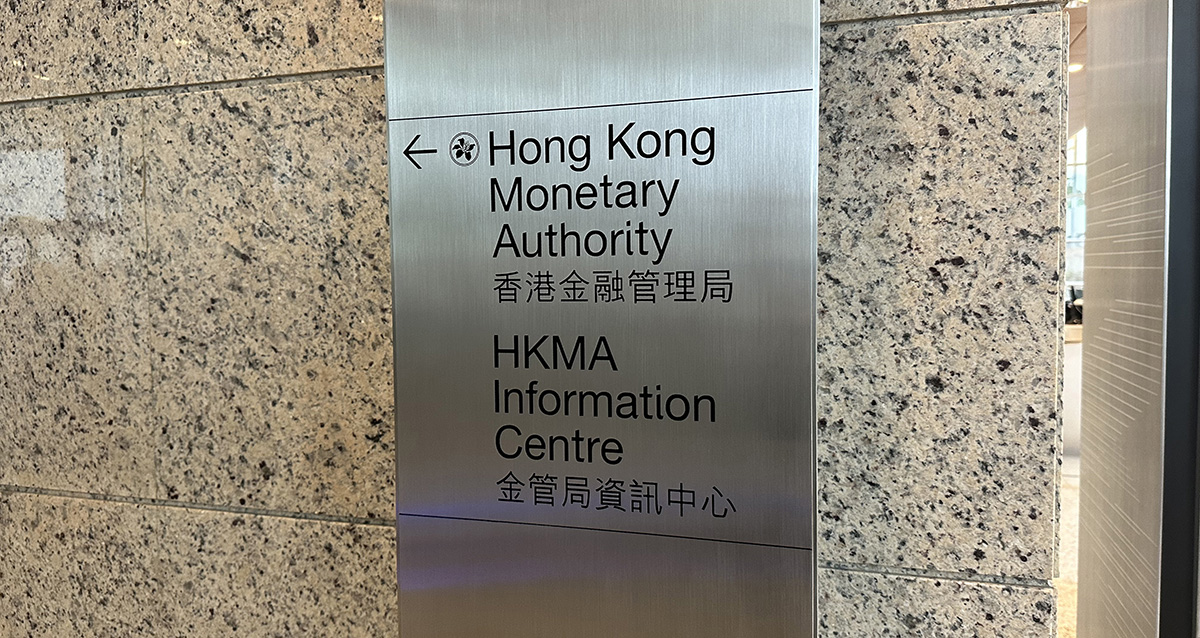 ← Hong Kong
Monetary
Authority
香港金融管理局
HKMA
Information
Centre
金管局資訊中心